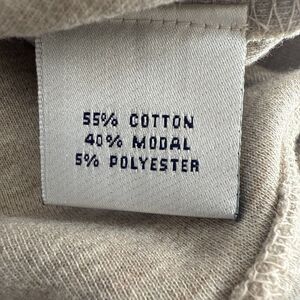 55% COTTON
40% MODAL
5% POLYESTER